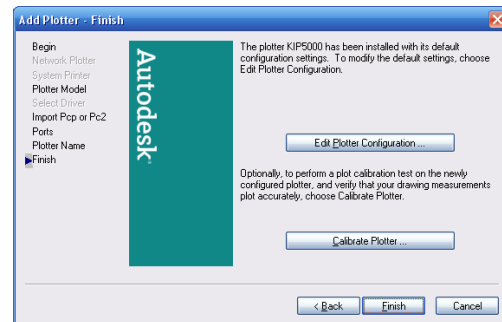 Add Plotter - Finish
Begin
Network Plotter
System Printer
Plotter Model
Select Driver
Import Pcp or Pc2
Ports
Plotter Name
Finish
Autodesk
The plotter KIP5000 has been installed with its default
configuration settings. To modify the default settings, choose
Edit Plotter Configuration.
Edit Plotter Configuration ...
Optionally, to perform a plot calibration test on the newly
configured plotter, and verify that your drawing measurements
plot accurately, choose Calibrate Plotter.
Calibrate Plotter ...
< Back
Finish
Cancel